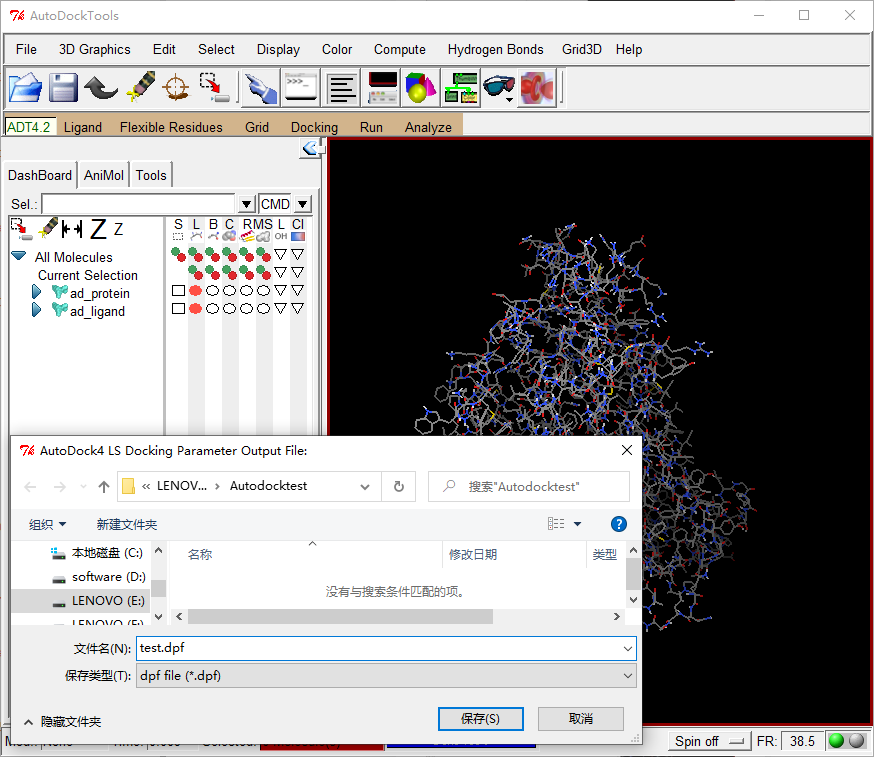 AutoDockTools
File 3D Graphics Edit Select Display Color Compute Hydrogen Bonds Grid3D Help
ADT4.2 Ligand Flexible Residues Grid Docking Run Analyze
DashBoard AniMol Tools
Sel.: CMD
Z Z S L B C R MS L Cl
OH
All Molecules
Current Selection
ad_protein
ad_ligand
AutoDock4 LS Docking Parameter Output File:
« LENOV... › Autodocktest
搜索"Autodocktest"
组织 新建文件夹
本地磁盘 (C:)
software (D:)
LENOVO (E:)
名称 修改日期 类型
没有与搜索条件匹配的项。
文件名(N): test.dpf
保存类型(T): dpf file (*.dpf)
隐藏文件夹 保存(S) 取消
Spin off FR: 38.5